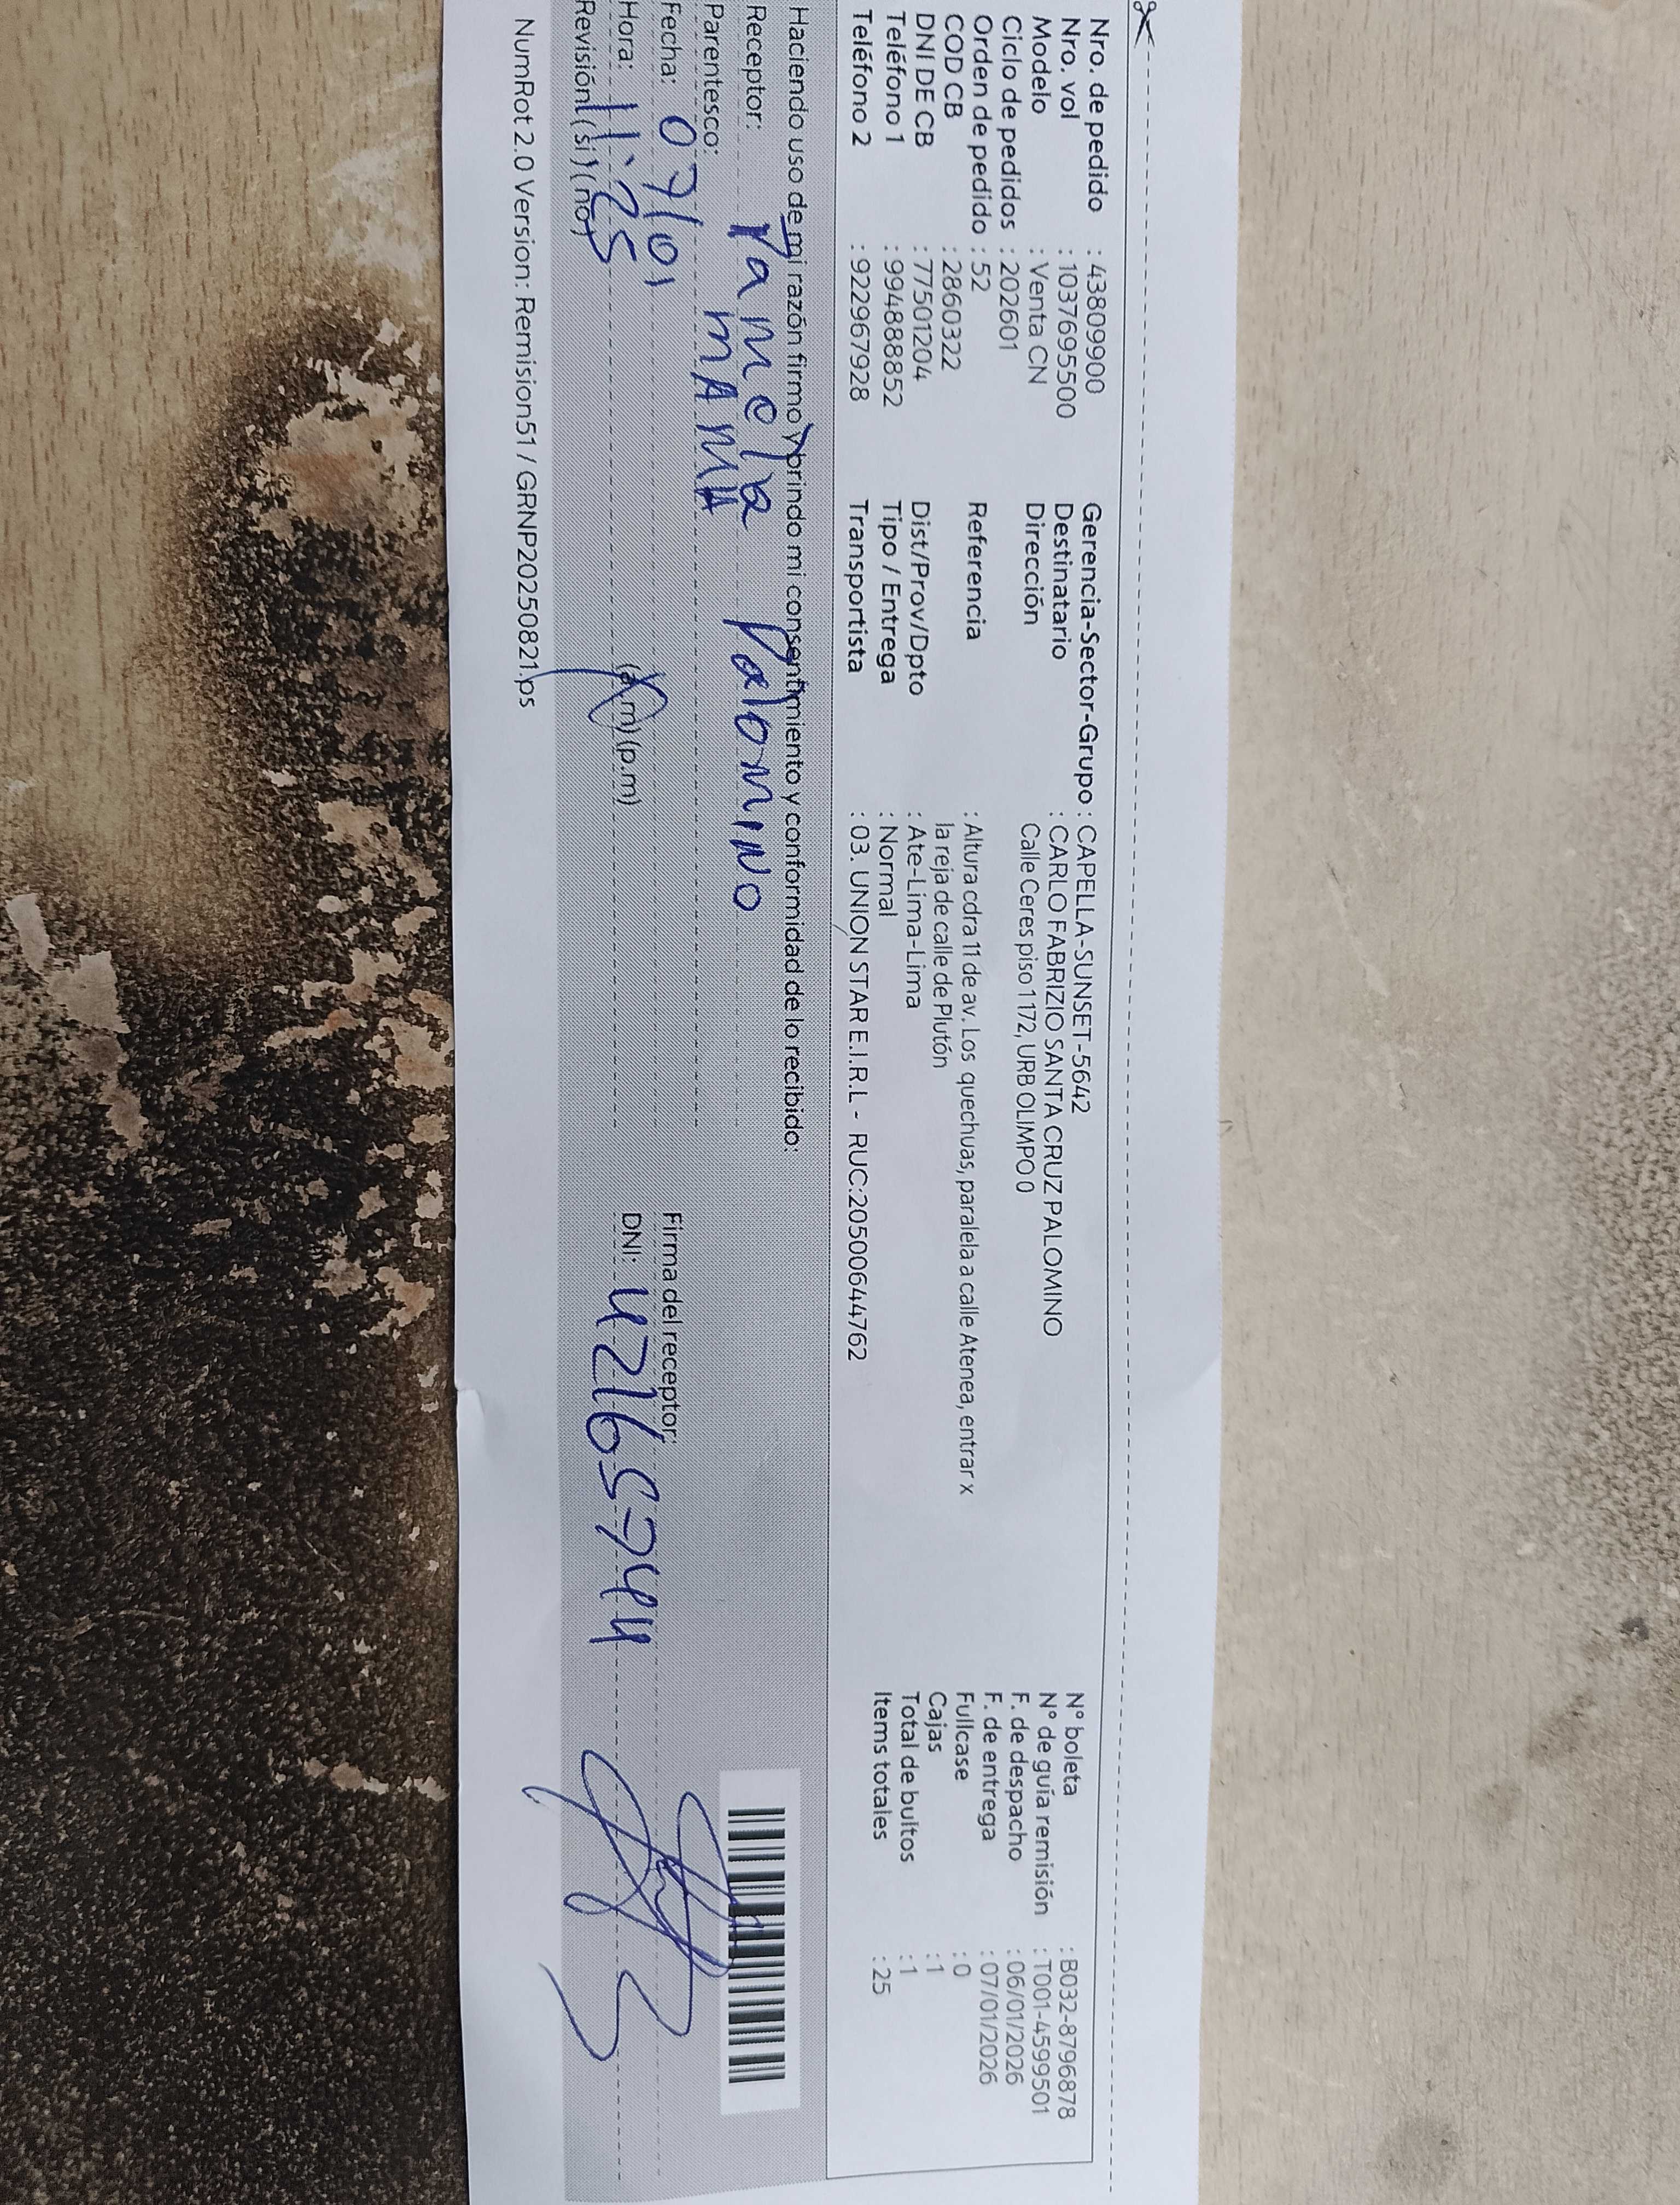 Nro. de pedido : 43809900
Nro. vol : 1037695500
Modelo : Venta CN
Ciclo de pedidos : 202601
Orden de pedido : 52
COD CB : 2860322
DNI DE CB : 77501204
Teléfono 1 : 994888852
Teléfono 2 : 922967928
Gerencia-Sector-Grupo : CAPELLA-SUNSET-5642
Destinatario : CARLO FABRIZIO SANTA CRUZ PALOMINO
Dirección : Calle Ceres piso 1 172, URB OLIMPO 0
Referencia : Altura cdra 11 de av. Los quechuas, paralela a calle Atenea, entrar x
la reja de calle de Plutón
Dist/Prov/Dpto : Ate-Lima-Lima
Tipo / Entrega : Normal
Transportista : 03. UNION STAR E.I.R.L - RUC:20500644762
N° boleta : B032-8796878
N° de guía remisión : T001-4599501
F. de despacho : 06/01/2026
F. de entrega : 07/01/2026
Fullcase : 0
Cajas : 1
Total de bultos : 1
Items totales : 25
Haciendo uso de mi razón firmo y brindo mi consentimiento y conformidad de lo recibido:
Receptor: Pamela Palomino
Parentesco: MAMA
Fecha: 07/01
Hora: 11:25 (a.m) (p.m)
Revisión (si) (no)
Firma del receptor:
DNI: 42165744
NumRot 2.0 Version: Remision51 / GRNP20250821.ps